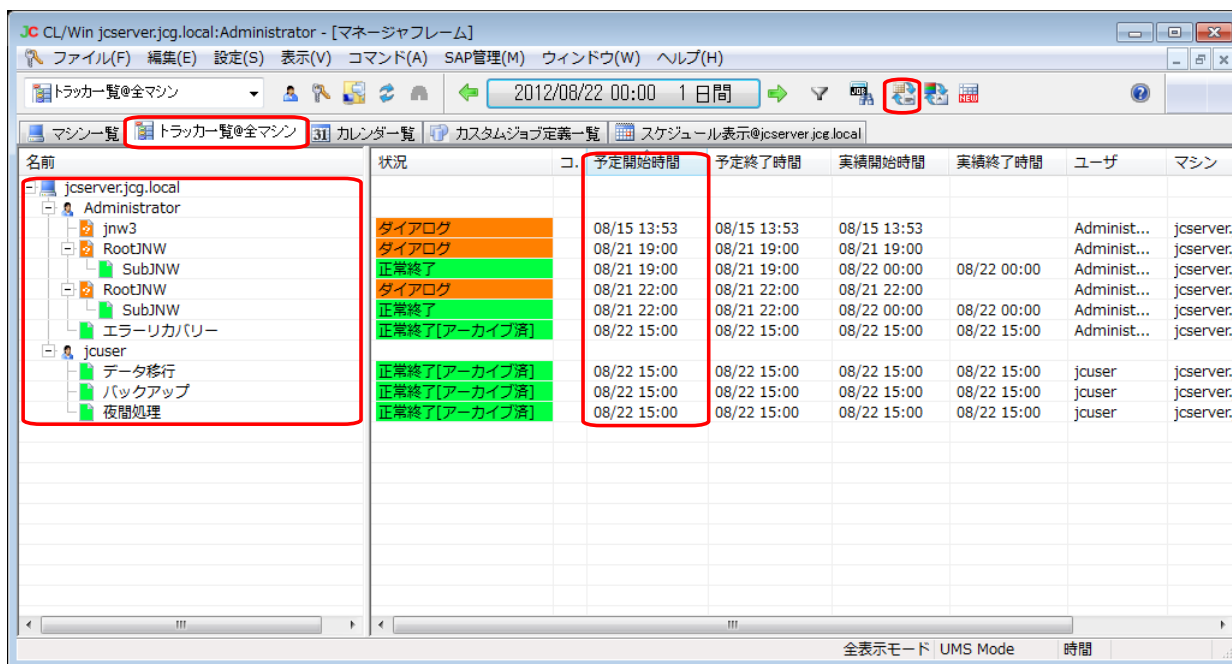 JC CL/Win jcserver.jcg.local:Administrator - [マネージャフレーム]
ファイル(F) 編集(E) 設定(S) 表示(V) コマンド(A) SAP管理(M) ウィンドウ(W) ヘルプ(H)
トラッカ一覧@全マシン 2012/08/22 00:00 1 日間 JOB NEW
マシン一覧 トラッカ一覧@全マシン 31 カレンダ一覧 カスタムジョブ定義一覧 スケジュール表示@jcserver.jcg.local
名前 状況 コ. 予定開始時間 予定終了時間 実績開始時間 実績終了時間 ユーザ マシン
jcserver.jcg.local
Administrator
jnw3 ダイアログ 08/15 13:53 08/15 13:53 08/15 13:53 Administ... jcserver.
RootJNW ダイアログ 08/21 19:00 08/21 19:00 08/21 19:00 Administ... jcserver.
SubJNW 正常終了 08/21 19:00 08/21 19:00 08/22 00:00 08/22 00:00 Administ... jcserver.
RootJNW ダイアログ 08/21 22:00 08/21 22:00 08/21 22:00 Administ... jcserver.
SubJNW 正常終了 08/21 22:00 08/21 22:00 08/22 00:00 08/22 00:00 Administ... jcserver.
エラーリカバリー 正常終了[アーカイブ済] 08/22 15:00 08/22 15:00 08/22 15:00 08/22 15:00 Administ... jcserver.
jcuser
データ移行 正常終了[アーカイブ済] 08/22 15:00 08/22 15:00 08/22 15:00 08/22 15:00 jcuser jcserver.
バックアップ 正常終了[アーカイブ済] 08/22 15:00 08/22 15:00 08/22 15:00 08/22 15:00 jcuser jcserver.
夜間処理 正常終了[アーカイブ済] 08/22 15:00 08/22 15:00 08/22 15:00 08/22 15:00 jcuser jcserver.
全表示モード UMS Mode 時間